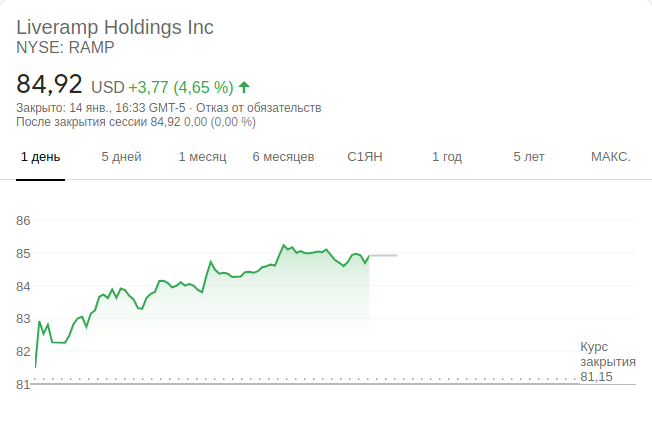 Liveramp Holdings Inc
NYSE: RAMP
84,92 USD +3,77 (4,65 %)
Закрыто: 14 янв., 16:33 GMT-5 · Отказ от обязательств
После закрытия сессии 84,92 0,00 (0,00 %)
1 день 5 дней 1 месяц 6 месяцев С1ЯН 1 год 5 лет МАКС.
86
85
84
83
82
81
Курс
закрытия
81,15